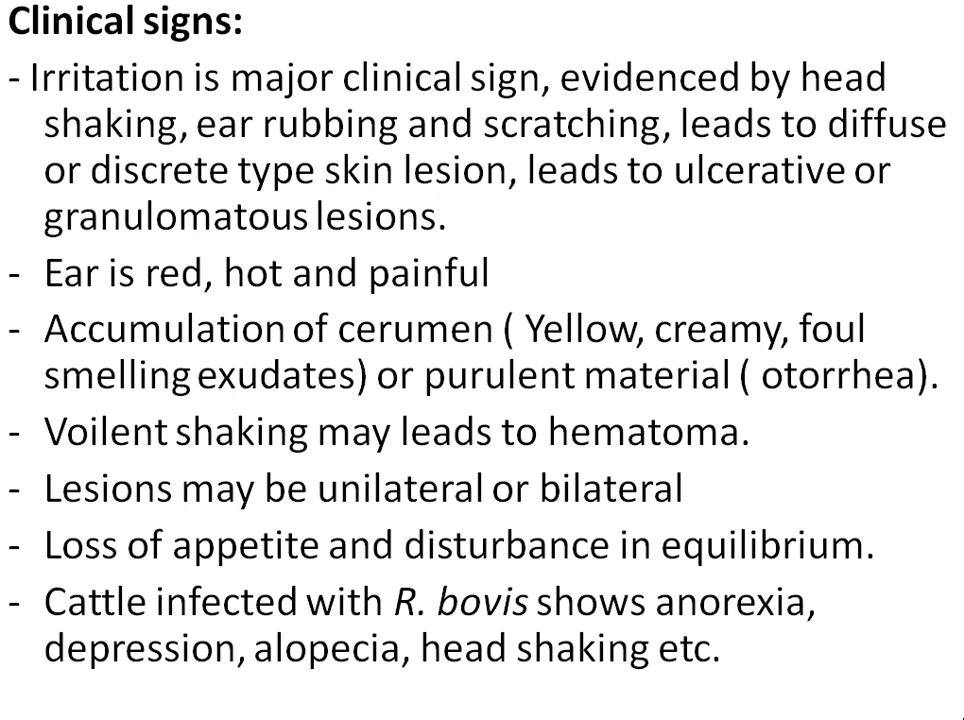 Clinical signs:
- Irritation is major clinical sign, evidenced by head
shaking, ear rubbing and scratching, leads to diffuse
or discrete type skin lesion, leads to ulcerative or
granulomatous lesions.
- Ear is red, hot and painful
- Accumulation of cerumen ( Yellow, creamy, foul
smelling exudates) or purulent material ( otorrhea).
- Voilent shaking may leads to hematoma.
- Lesions may be unilateral or bilateral
- Loss of appetite and disturbance in equilibrium.
- Cattle infected with R. bovis shows anorexia,
depression, alopecia, head shaking etc.